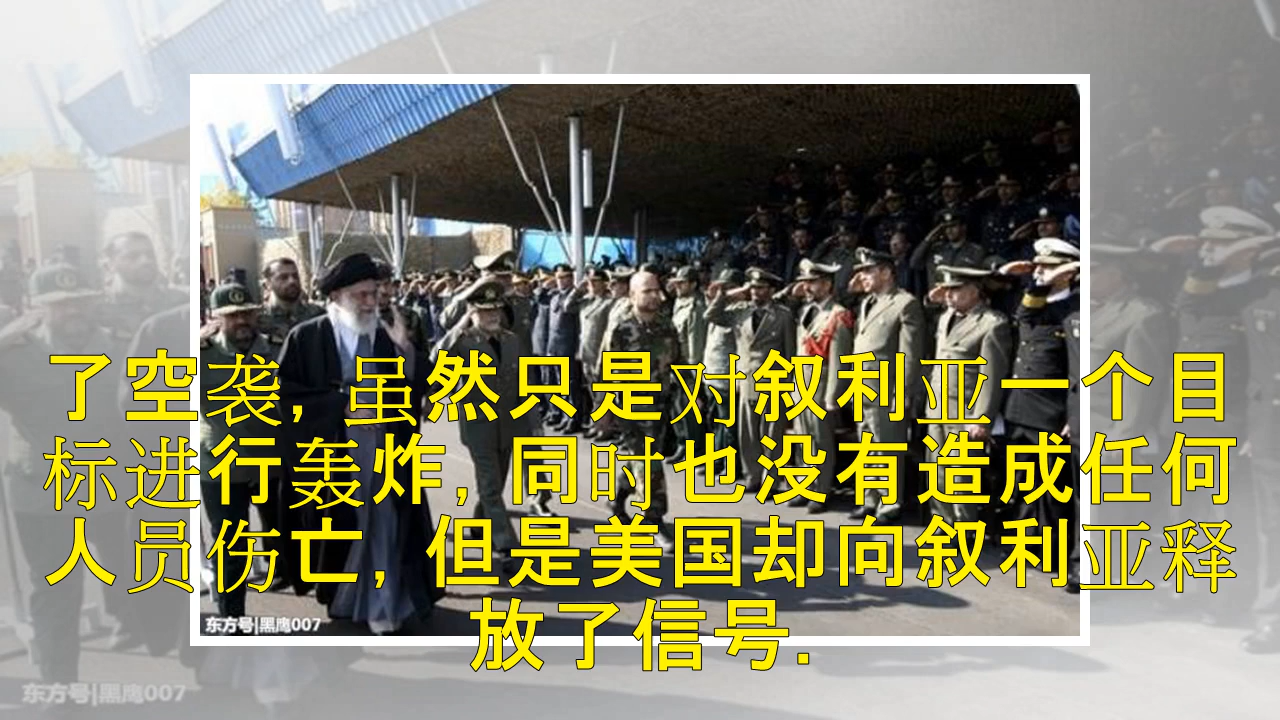 了空袭, 虽然只是对叙利亚一个目
标进行轰炸, 同时也没有造成任何
人员伤亡, 但是美国却向叙利亚释
放了信号.
东方号|黑鹰007
东方号|黑鹰007